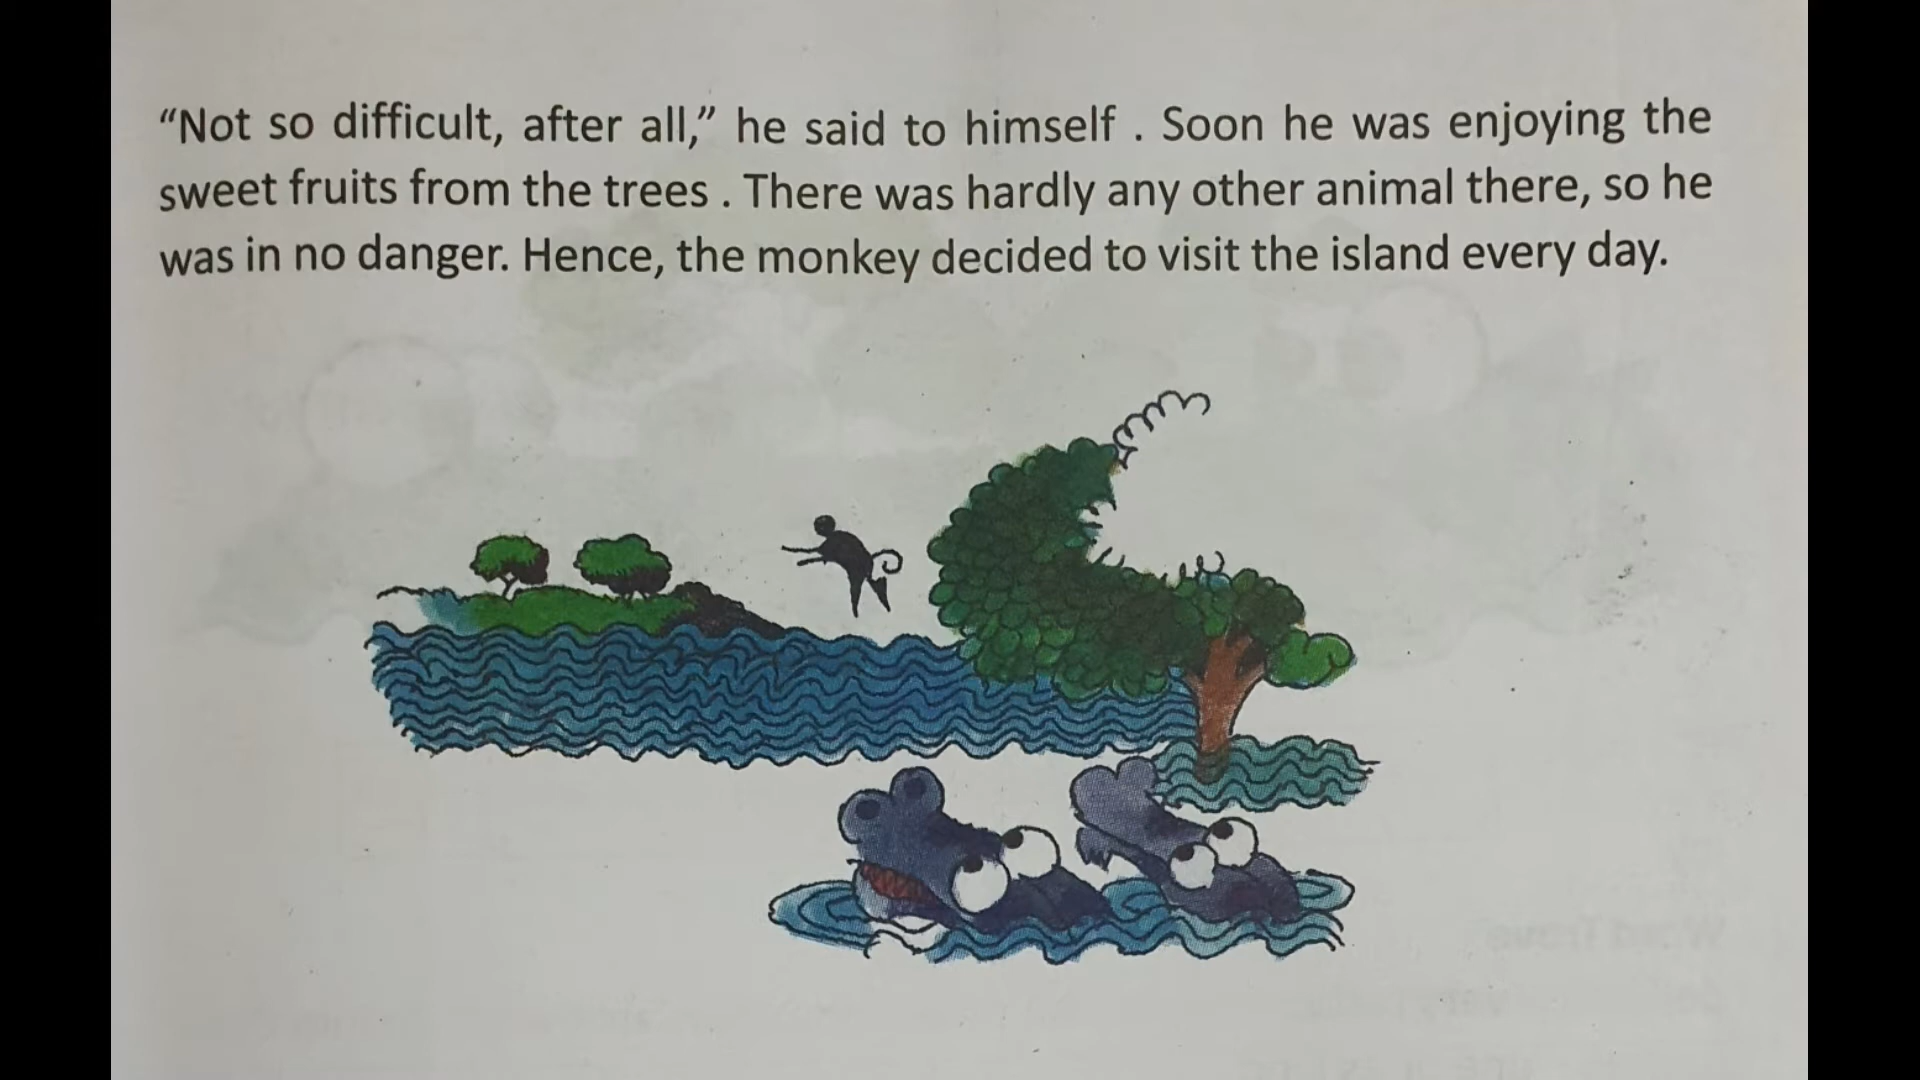 “Not so difficult, after all,” he said to himself . Soon he was enjoying the
sweet fruits from the trees . There was hardly any other animal there, so he
was in no danger. Hence, the monkey decided to visit the island every day.